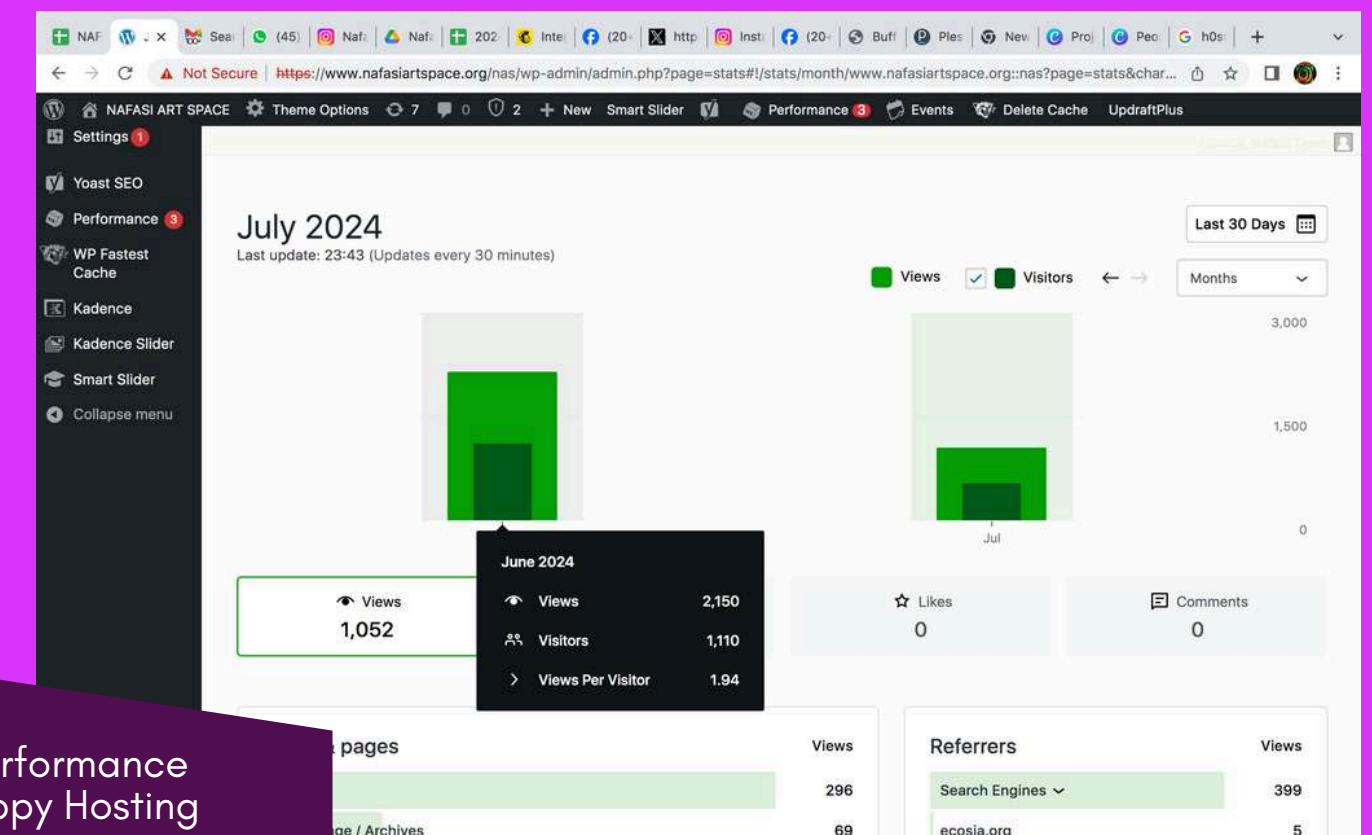 NAF
Sea
(45)
Nafa
Nafa
202
Inte
(20
http
Insta
(20
Buff
Ples
New
Proj
Peo
h0s
Not Secure | https://www.nafasiartspace.org/nas/wp-admin/admin.php?page=stats#!/stats/month/www.nafasiartspace.org::nas?page=stats&char...
NAFASI ART SPACE Theme Options 7 0 2 + New Smart Slider Performance 3 Events Delete Cache UpdraftPlus
Settings 1
Yoast SEO
Performance 3
WP Fastest
Cache
Kadence
Kadence Slider
Smart Slider
Collapse menu
July 2024
Last update: 23:43 (Updates every 30 minutes)
Last 30 Days
Views Visitors
Months
3,000
1,500
0
Jul
June 2024
Views 2,150
Visitors 1,110
Views Per Visitor 1.94
Views
1,052
Likes
0
Comments
0
pages Views
296
ge / Archives 69
Referrers Views
Search Engines 399
ecosia.org 5
rformance
ppy Hosting